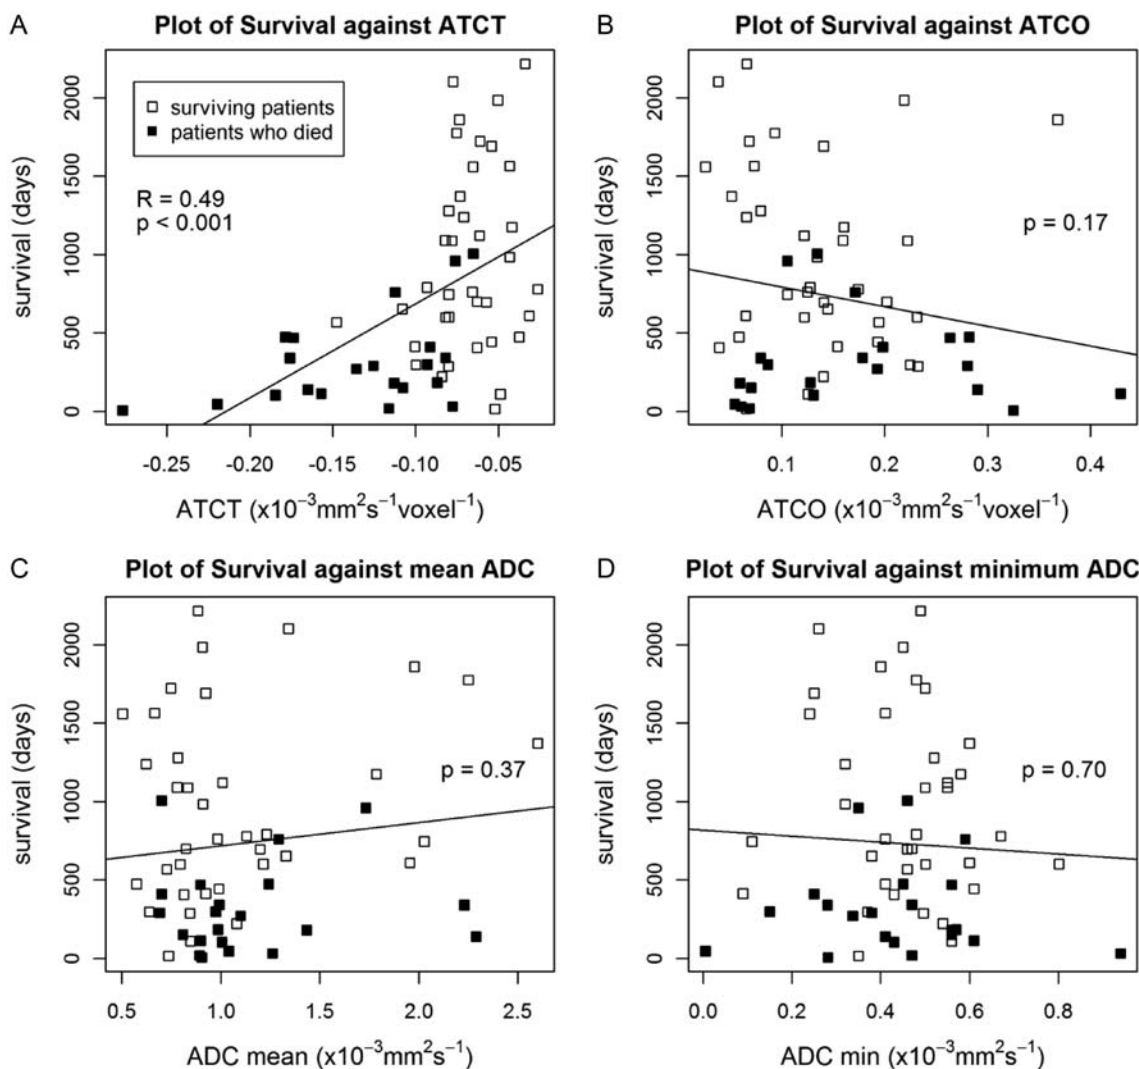 A
Plot of Survival against ATCT
survival (days)
0
500
1000
1500
2000
surviving patients
patients who died
R = 0.49
p < 0.001
-0.25
-0.20
-0.15
-0.10
-0.05
ATCT (x10⁻³mm²s⁻¹voxel⁻¹)
B
Plot of Survival against ATCO
survival (days)
0
500
1000
1500
2000
p = 0.17
0.1
0.2
0.3
0.4
ATCO (x10⁻³mm²s⁻¹voxel⁻¹)
C
Plot of Survival against mean ADC
survival (days)
0
500
1000
1500
2000
p = 0.37
0.5
1.0
1.5
2.0
2.5
ADC mean (x10⁻³mm²s⁻¹)
D
Plot of Survival against minimum ADC
survival (days)
0
500
1000
1500
2000
p = 0.70
0.0
0.2
0.4
0.6
0.8
ADC min (x10⁻³mm²s⁻¹)